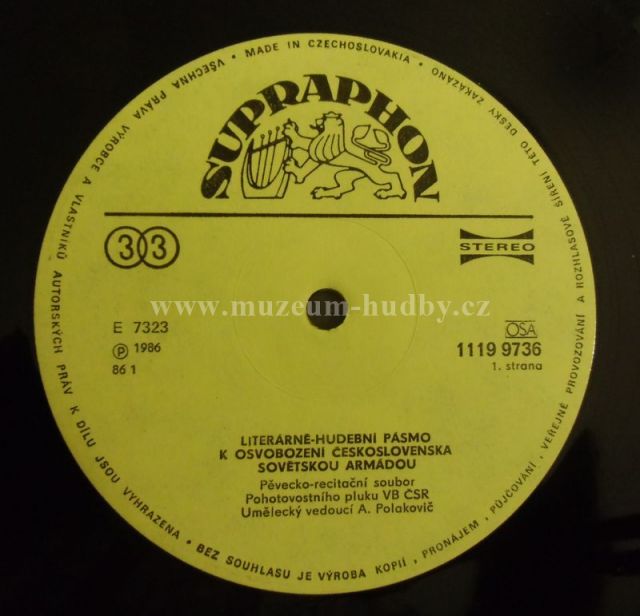 VŠECHNA PRÁVA VÝROBCE A VLASTNÍKŮ AUTORSKÝCH PRÁV K DÍLU JSOU VYHRAZENA • BEZ SOUHLASU JE VÝROBA KOPIÍ, PRONÁJEM, PŮJČOVÁNÍ, VEŘEJNÉ PROVOZOVÁNÍ A ROZHLASOVÉ ŠÍŘENÍ TÉTO DESKY ZAKÁZÁNO • MADE IN CZECHOSLOVAKIA •
SUPRAPHON
33
STEREO
www.muzeum-hudby.cz
E 7323
Ⓟ 1986
86 1
OSA
1119 9736
1. strana
LITERÁRNĚ-HUDEBNÍ PÁSMO
K OSVOBOZENÍ ČESKOSLOVENSKA
SOVĚTSKOU ARMÁDOU
Pěvecko-recitační soubor
Pohotovostního pluku VB ČSR
Umělecký vedoucí A. Polakovič